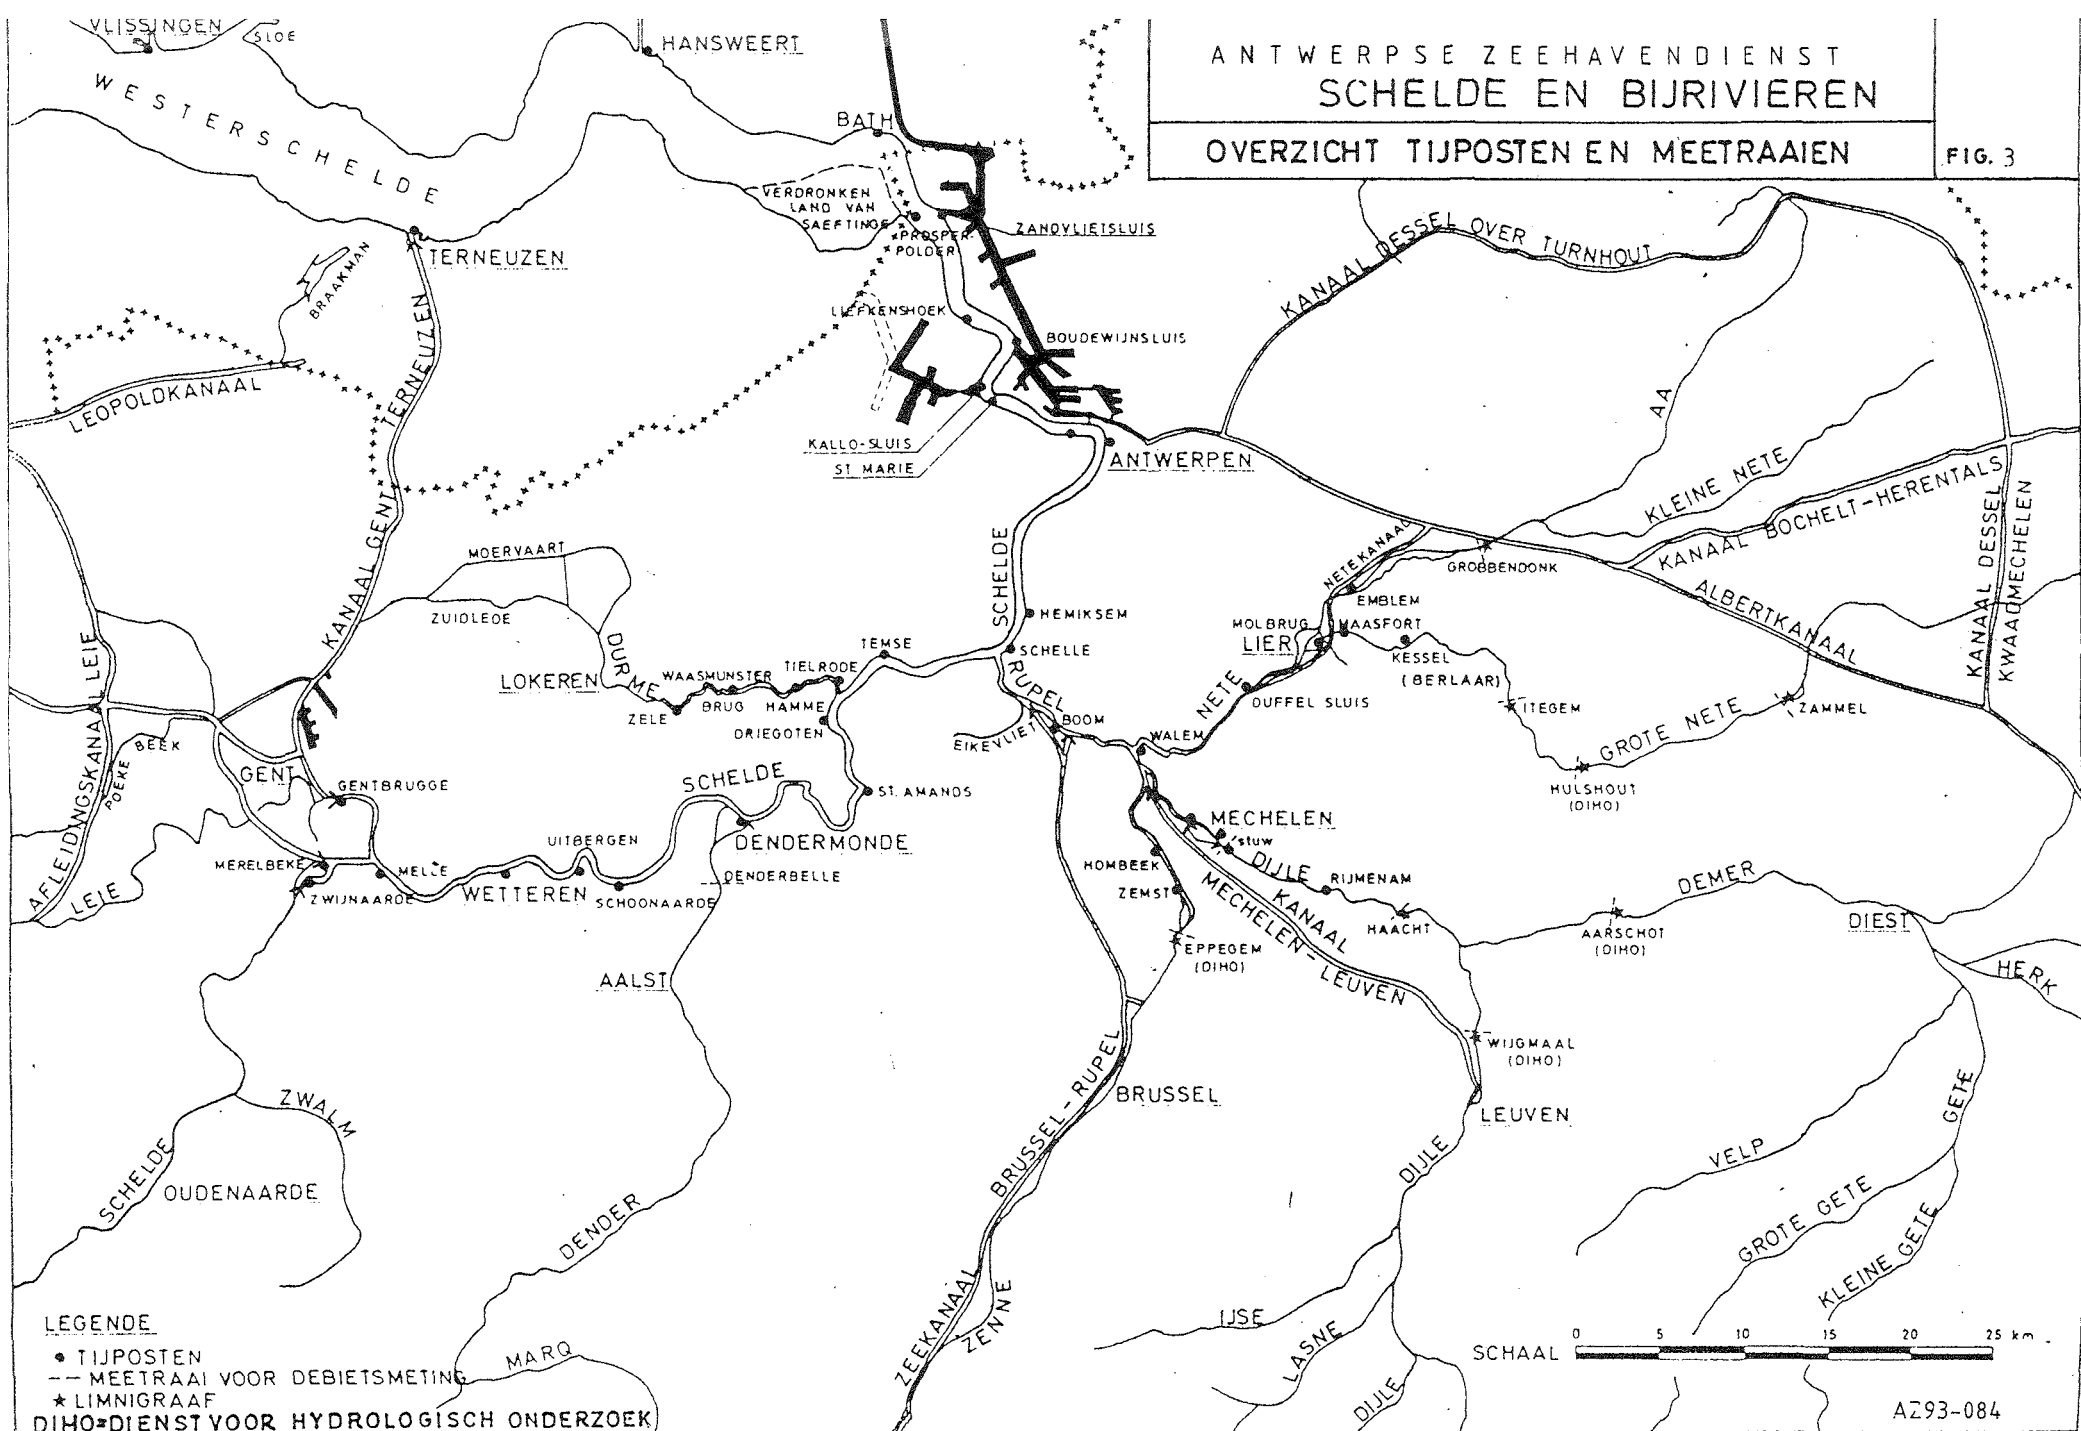 VLISSINGEN
SLOE
HANSWEERT
ANTWERPSE ZEEHAVENDIENST
SCHELDE EN BIJRIVIEREN
OVERZICHT TIJPOSTEN EN MEETRAAIEN
FIG. 3
WESTERSCHELDE
BATH
VERDRONKEN
LAND VAN
SAEFTINGE
PROSPER-
POLDER
ZANDVLIETSLUIS
TERNEUZEN
BRAAKMAN
KANAAL DESSEL OVER TURNHOUT
LIEFKENSHOEK
BOUDEWIJNSLUIS
LEOPOLDKANAAL
KANAAL GENT TERNEUZEN
AA
KALLO-SLUIS
ST MARIE
ANTWERPEN
KLEINE NETE
KANAAL BOCHELT-HERENTALS
KANAAL DESSEL
KWAADMECHELEN
MOERVAART
ZUIDLEDE
SCHELDE
NETEKANAAL
GROBBENDONK
ALBERTKANAAL
EMBLEM
HEMIKSEM
MOLBRUG
MAASFORT
LIER
KESSEL
(BERLAAR)
DURME
TEMSE
SCHELLE
LOKEREN
WAASMUNSTER
BRUG
TIELRODE
HAMME
ZELE
DRIEGOTEN
RUPEL
BOOM
EIKEVLIET
WALEM
NETE
DUFFEL SLUIS
ITEGEM
GROTE NETE
ZAMMEL
HULSHOUT
(DIHO)
AFLEIDINGSKANAAL LEIE
POEKE
BEEK
GENT
GENTBRUGGE
SCHELDE
ST. AMANDS
DENDERMONDE
UITBERGEN
MERELBEKE
MELLE
ZWIJNAARDE
WETTEREN
SCHOONAARDE
DENDERBELLE
LEIE
MECHELEN
stuw
HOMBEEK
ZEMST
DIJLE
RIJMENAM
KANAAL
MECHELEN-LEUVEN
HAACHT
DEMER
AARSCHOT
(DIHO)
DIEST
HERK
EPPEGEM
(DIHO)
AALST
WIJGMAAL
(DIHO)
BRUSSEL
LEUVEN
ZWALM
SCHELDE
OUDENAARDE
DENDER
ZEEKANAAL BRUSSEL-RUPEL
ZENNE
DIJLE
VELP
GETE
GROTE GETE
KLEINE GETE
IJSE
LASNE
DIJLE
MARQ
LEGENDE
TIJPOSTEN
-- MEETRAAI VOOR DEBIETSMETING
★ LIMNIGRAAF
DIHO=DIENST VOOR HYDROLOGISCH ONDERZOEK
SCHAAL
0 5 10 15 20 25 km
AZ93-084